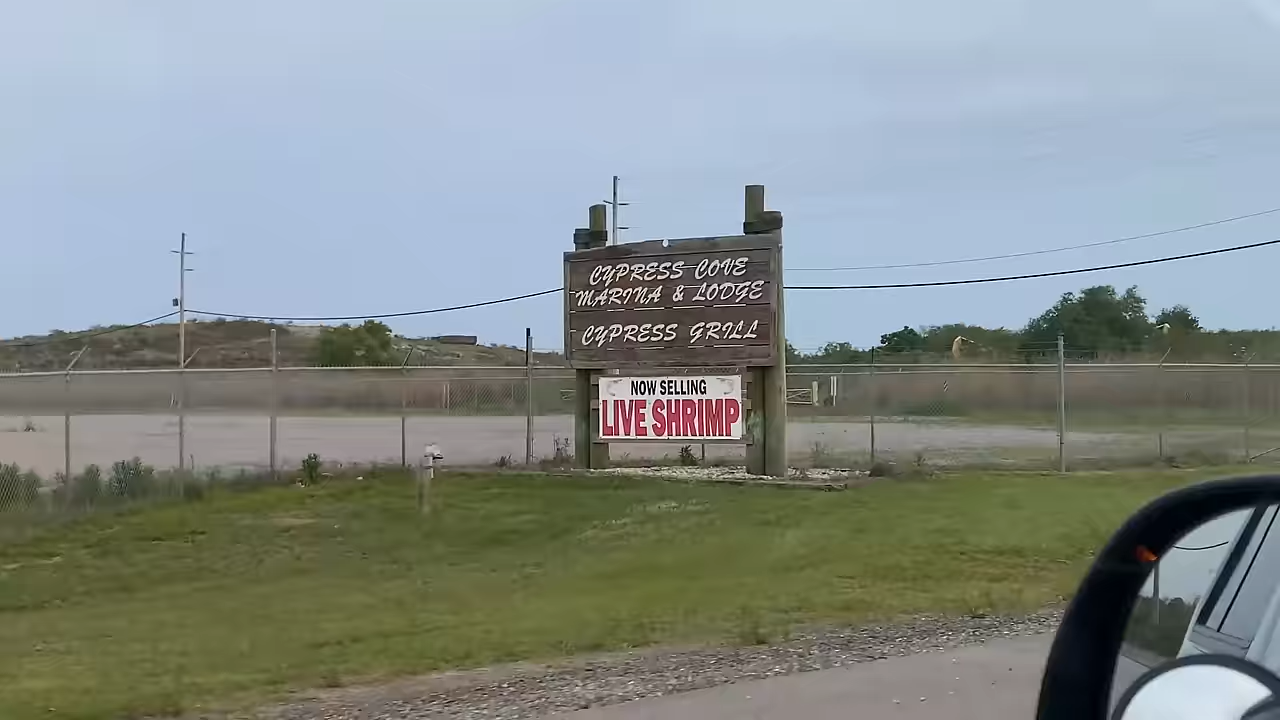 CYPRESS COVE
MARINA & LODGE
CYPRESS GRILL
NOW SELLING
LIVE SHRIMP